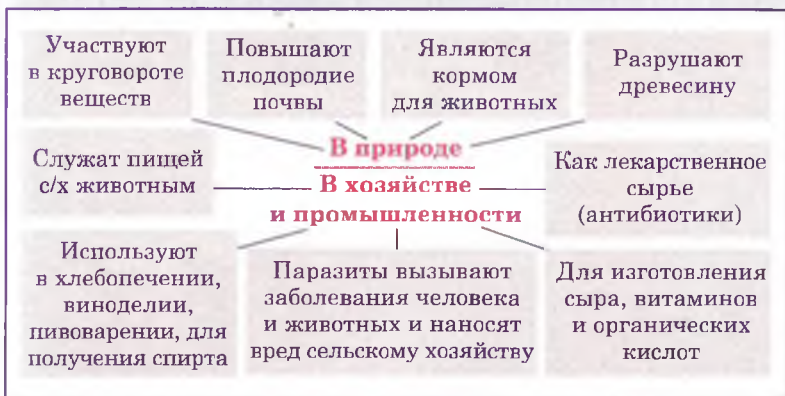 Участвуют
в круговороте
веществ
Повышают
плодородие
почвы
Являются
кормом
для животных
Разрушают
древесину
В природе
Служат пищей
с/х животным
В хозяйстве
и промышленности
Как лекарственное
сырье
(антибиотики)
Используют
в хлебопечении,
виноделии,
пивоварении, для
получения спирта
Паразиты вызывают
заболевания человека
и животных и наносят
вред сельскому хозяйству
Для изготовления
сыра, витаминов
и органических
кислот